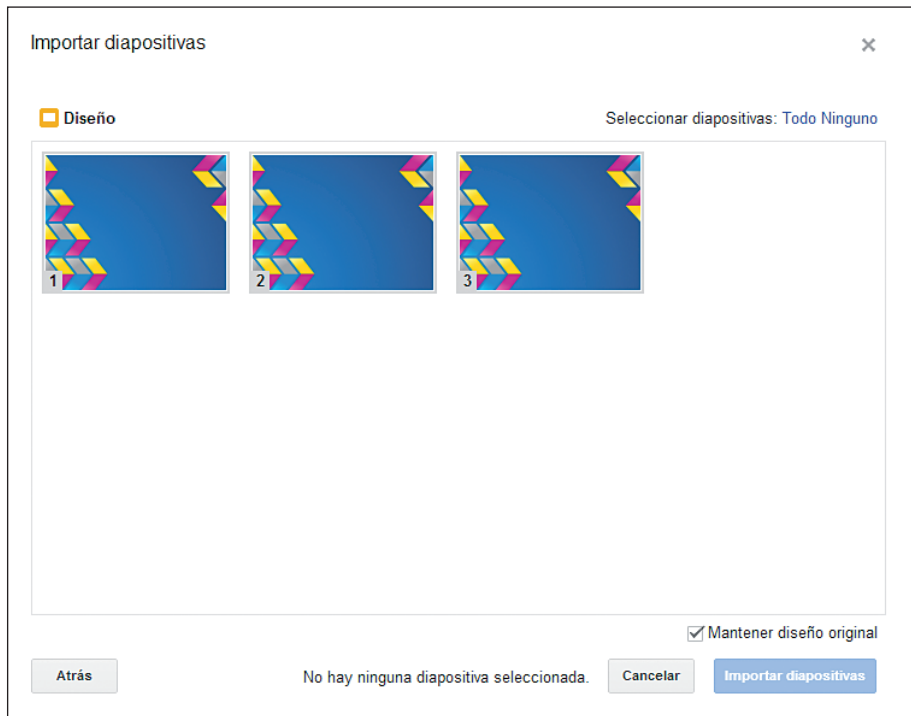 Importar diapositivas
Diseño
Seleccionar diapositivas: Todo Ninguno
1 2 3
Mantener diseño original
Atrás
No hay ninguna diapositiva seleccionada.
Cancelar
Importar diapositivas